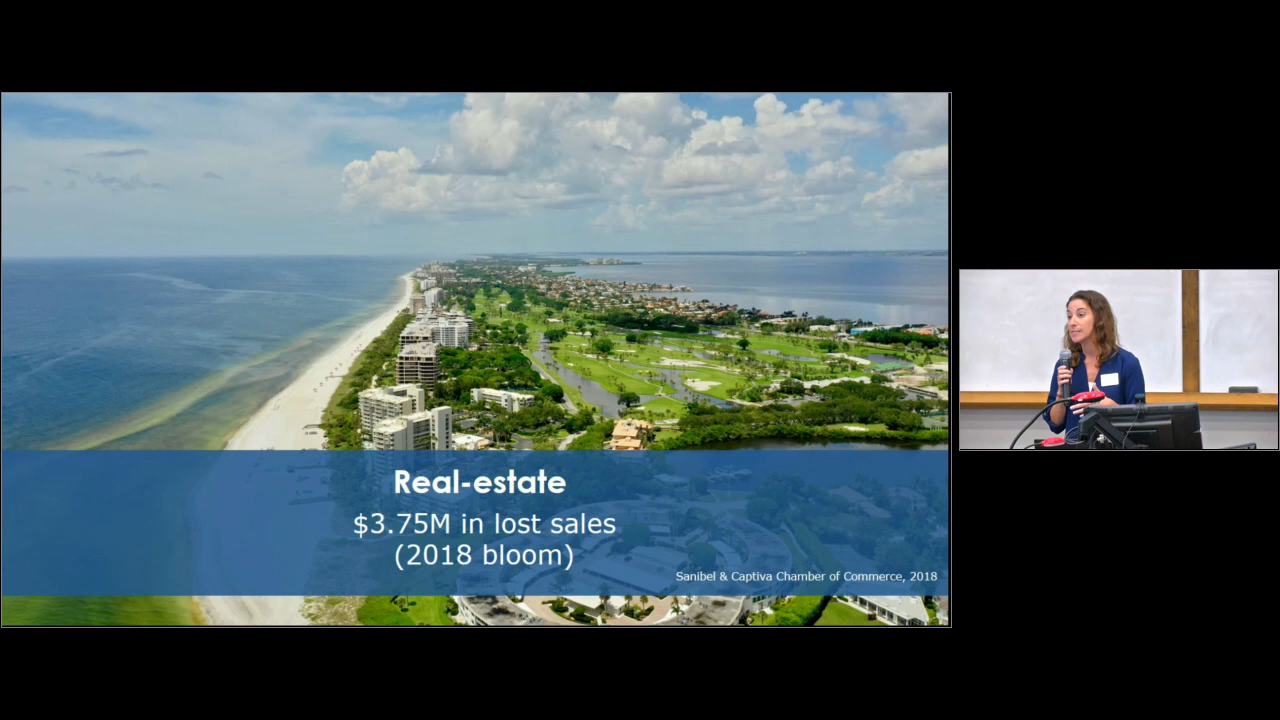 Real-estate
$3.75M in lost sales
(2018 bloom)
Sanibel & Captiva Chamber of Commerce, 2018